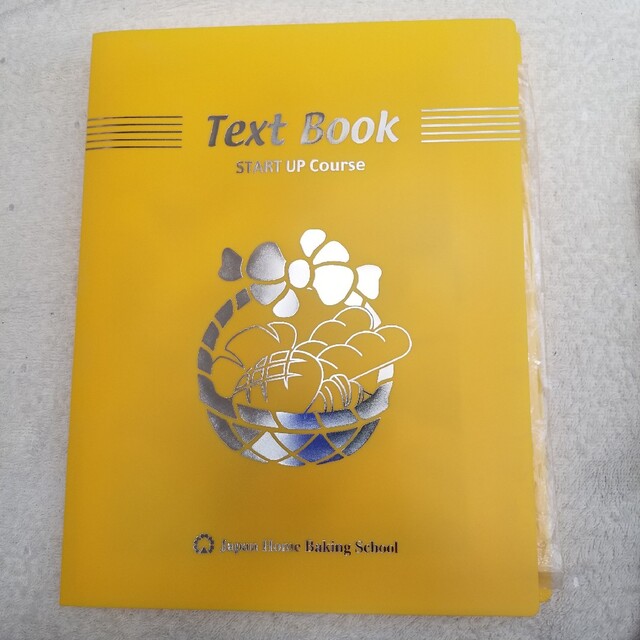 Text Book
START UP Course
Japan Home Baking School